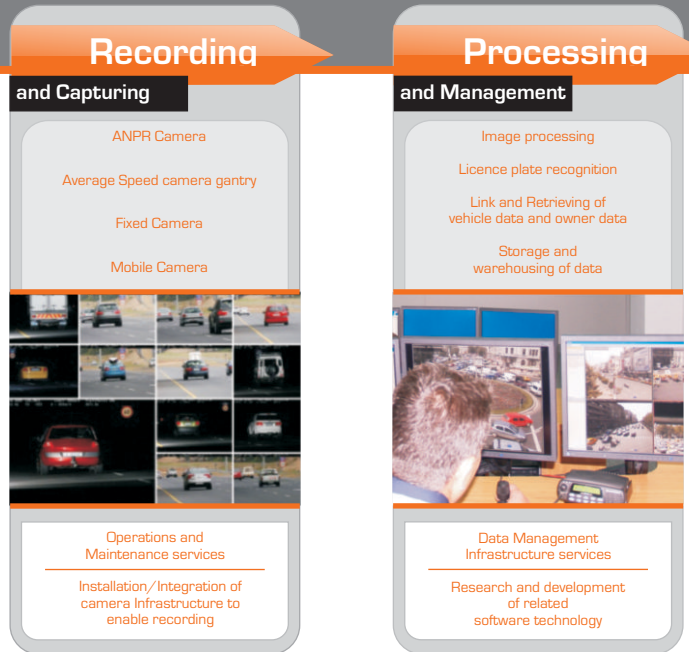 Recording
and Capturing
ANPR Camera
Average Speed camera gantry
Fixed Camera
Mobile Camera
Operations and
Maintenance services
Installation/Integration of
camera Infrastructure to
enable recording
Processing
and Management
Image processing
Licence plate recognition
Link and Retrieving of
vehicle data and owner data
Storage and
warehousing of data
Data Management
Infrastructure services
Research and development
of related
software technology